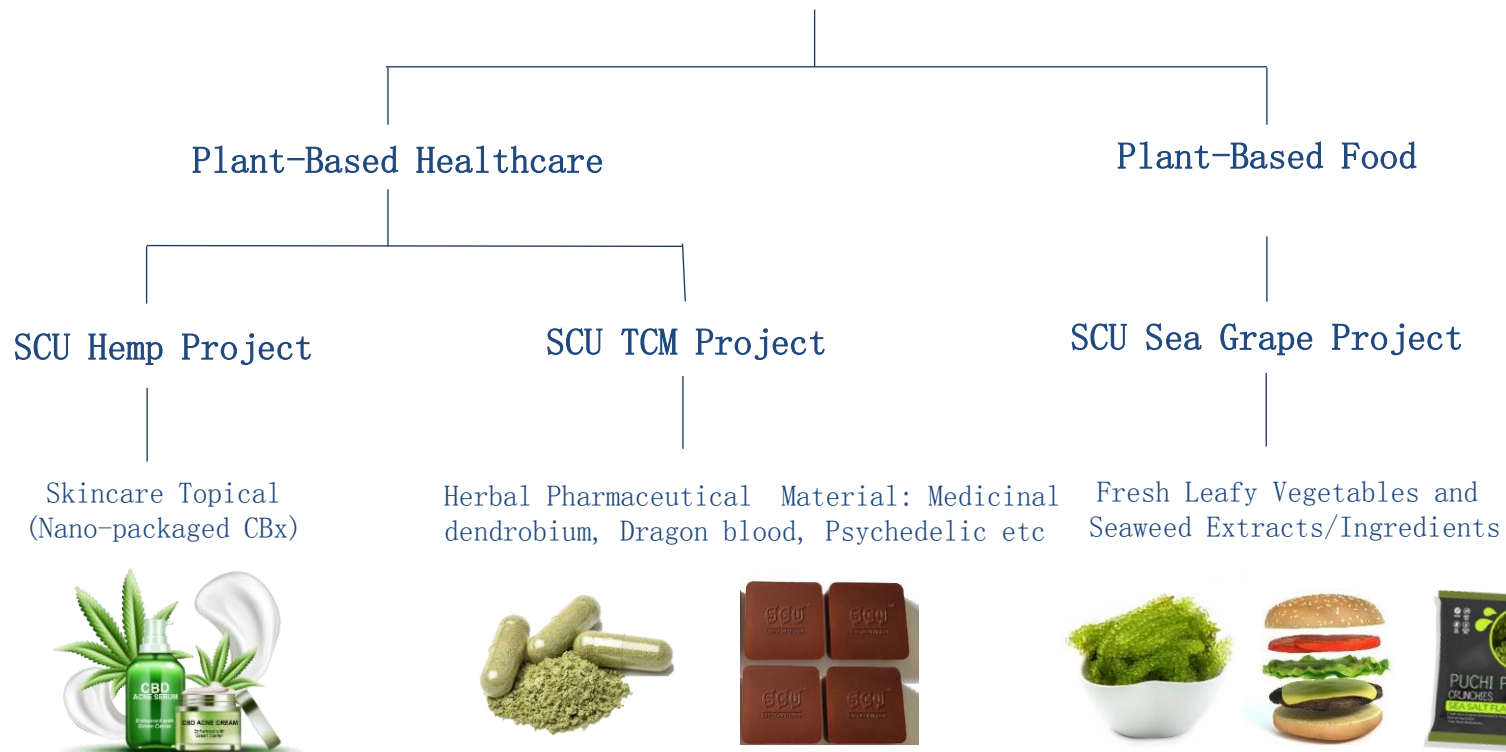 Plant-Based Healthcare
Plant-Based Food
SCU Hemp Project
SCU TCM Project
SCU Sea Grape Project
Skincare Topical
(Nano-packaged CBx)
Herbal Pharmaceutical Material: Medicinal
dendrobium, Dragon blood, Psychedelic etc
Fresh Leafy Vegetables and
Seaweed Extracts/Ingredients
CBD
ACNE SERUM
CBD ACNE CREAM
SCU
SCU
SCU
SCU
PUCHI
CRUNCHIES
SEA SALT